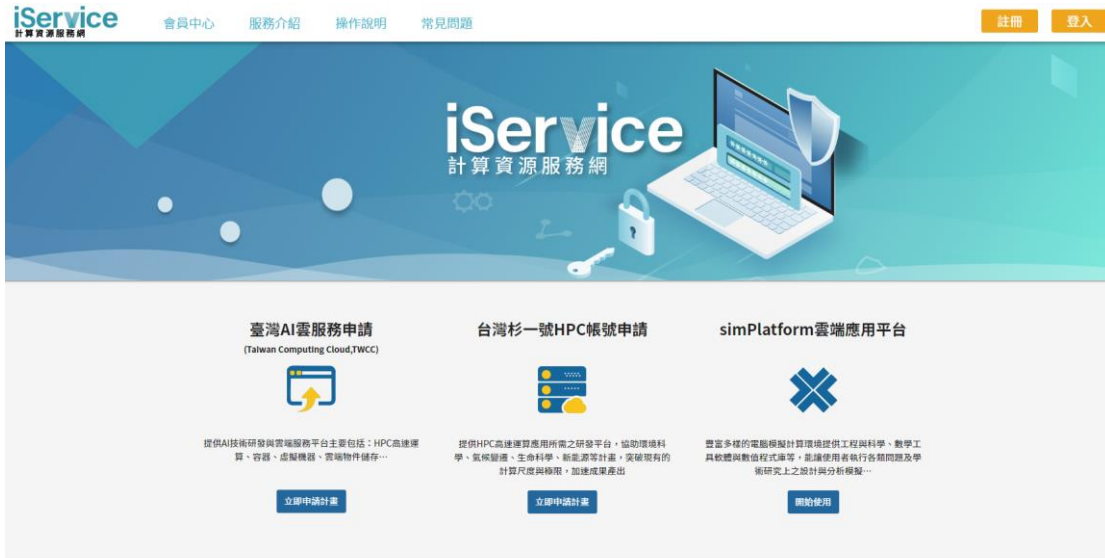 iService
計算資源服務網
會員中心 服務介紹 操作說明 常見問題
註冊 登入
iService
計算資源服務網
臺灣AI雲服務申請
(Taiwan Computing Cloud,TWCC)
提供AI技術研發與雲端服務平台主要包括：HPC高速運
算、容器、虛擬機器、雲端物件儲存⋯
立即申請計畫
台灣杉一號HPC帳號申請
提供HPC高速運算應用所需之研發平台，協助環境科
學、氣候變遷、生命科學、新能源等計畫，突破現有的
計算尺度與極限，加速成果產出
立即申請計畫
simPlatform雲端應用平台
豐富多樣的電腦模擬計算環境提供工程與科學、數學工
具軟體與數值程式庫等，能讓使用者執行各類問題及學
術研究上之設計與分析模擬⋯
開始使用